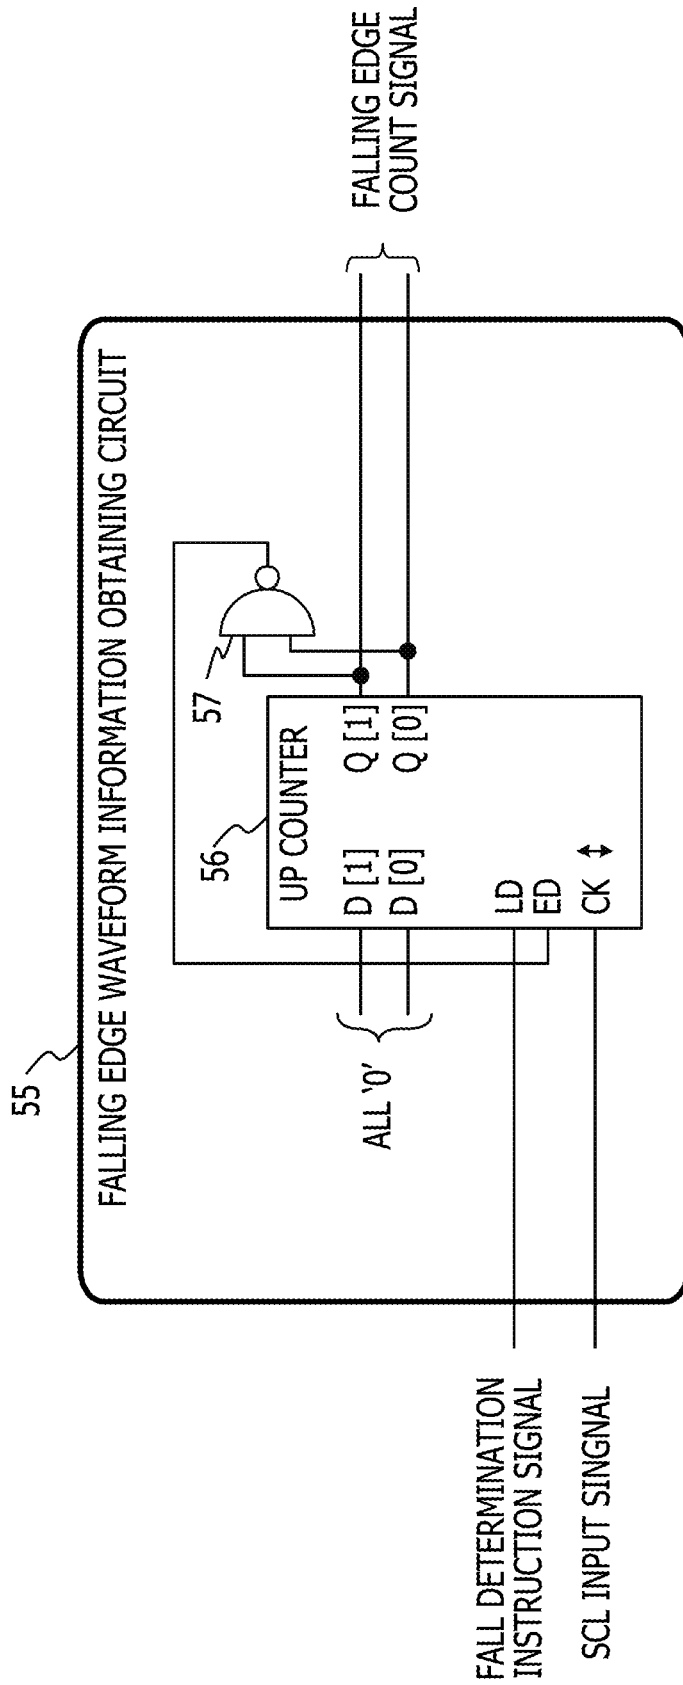 55
FALLING EDGE WAVEFORM INFORMATION OBTAINING CIRCUIT
56
57
UP COUNTER
ALL ‘0’
D [1]
D [0]
Q [1]
Q [0]
FALLING EDGE
COUNT SIGNAL
FALL DETERMINATION
INSTRUCTION SIGNAL
LD
ED
SCL INPUT SINGNAL
CK